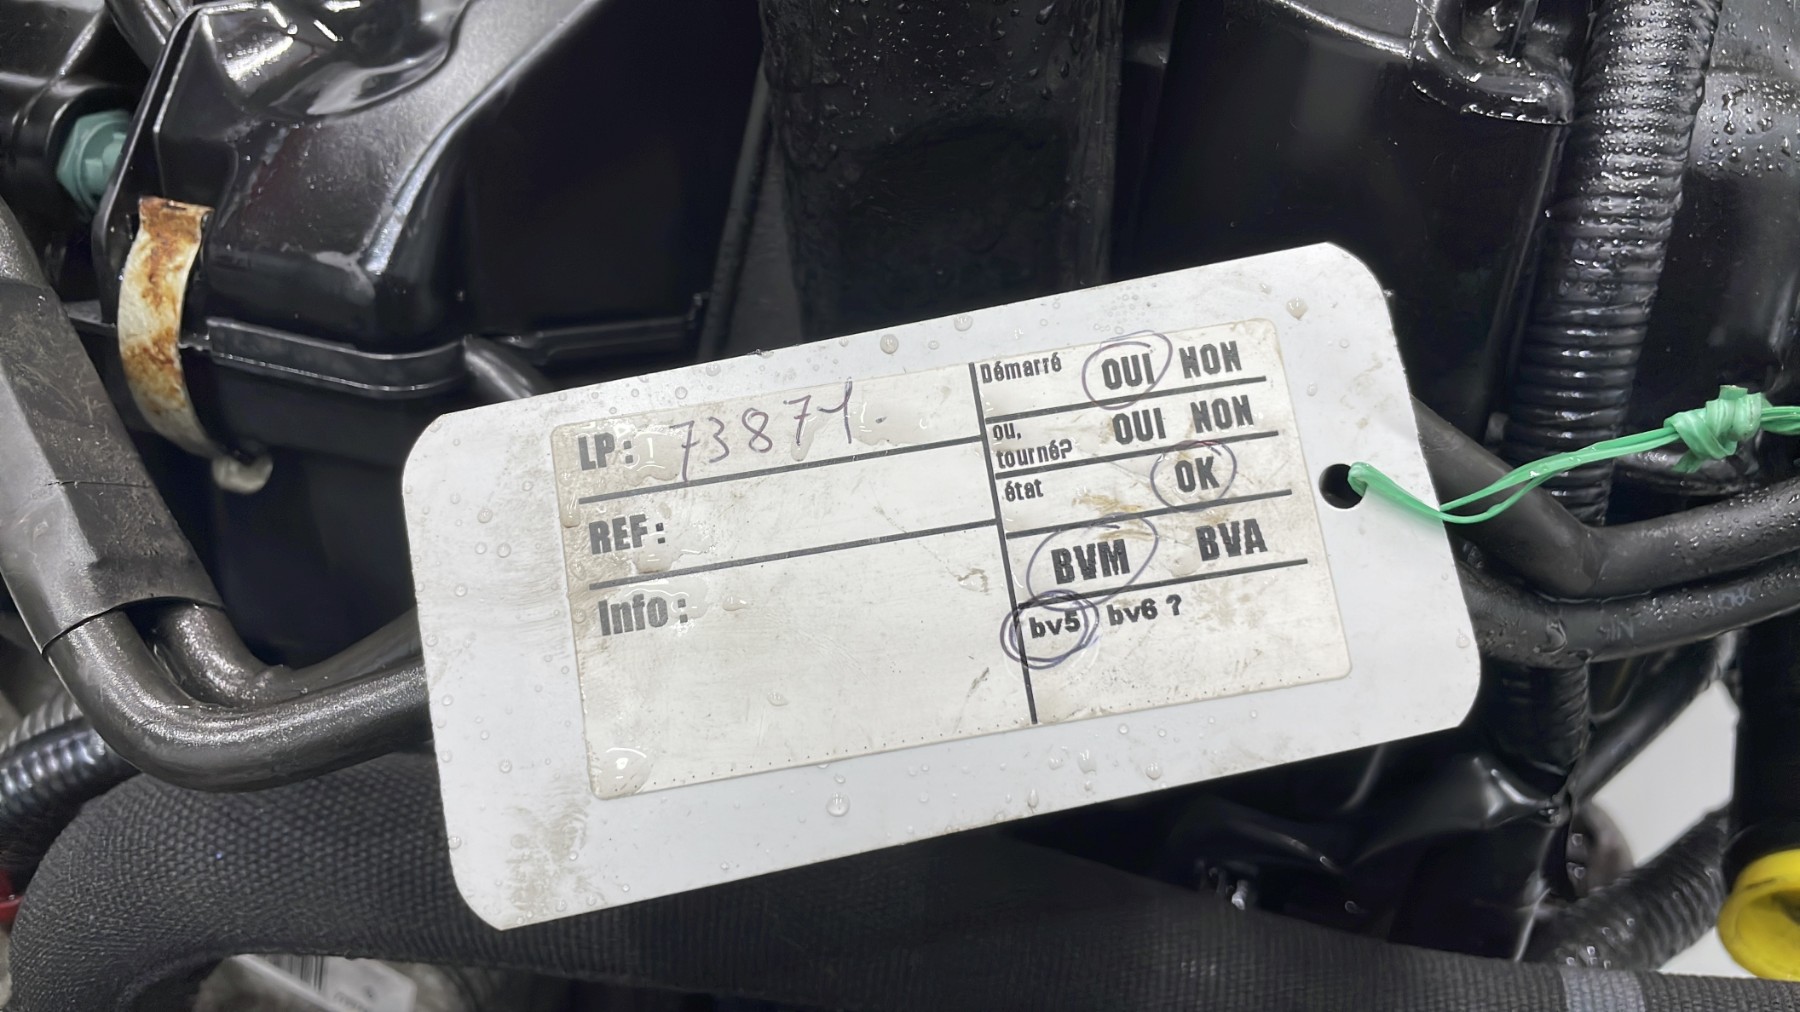 LP: 73871.
REF:
Info:
Démarré OUI NON
ou, tourné? OUI NON
état OK
BVM BVA
bv5 bv6 ?